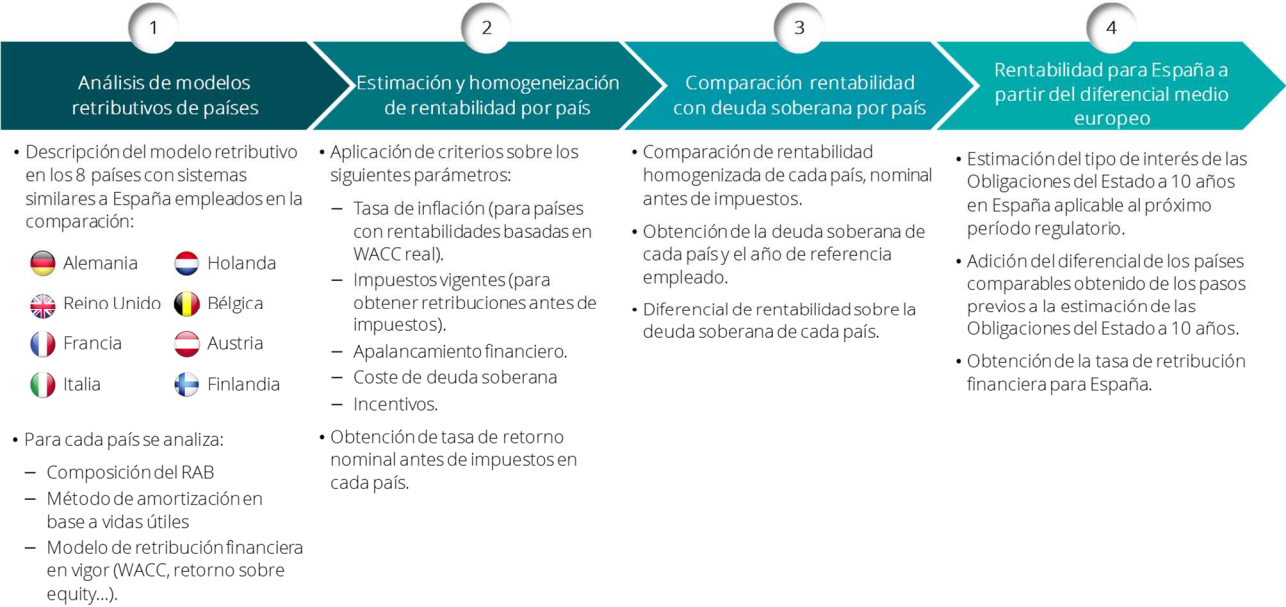 1
Análisis de modelos
retributivos de países
• Descripción del modelo retributivo
en los 8 países con sistemas
similares a España empleados en la
comparación:
Alemania
Holanda
Reino Unido
Bélgica
Francia
Austria
Italia
Finlandia
• Para cada país se analiza:
– Composición del RAB
– Método de amortización en
base a vidas útiles
– Modelo de retribución financiera
en vigor (WACC, retorno sobre
equity...).
2
Estimación y homogeneización
de rentabilidad por país
• Aplicación de criterios sobre los
siguientes parámetros:
– Tasa de inflación (para países
con rentabilidades basadas en
WACC real).
– Impuestos vigentes (para
obtener retribuciones antes de
impuestos).
– Apalancamiento financiero.
– Coste de deuda soberana
– Incentivos.
• Obtención de tasa de retorno
nominal antes de impuestos en
cada país.
3
Comparación rentabilidad
con deuda soberana por país
• Comparación de rentabilidad
homogenizada de cada país, nominal
antes de impuestos.
• Obtención de la deuda soberana de
cada país y el año de referencia
empleado.
• Diferencial de rentabilidad sobre la
deuda soberana de cada país.
4
Rentabilidad para España a
partir del diferencial medio
europeo
• Estimación del tipo de interés de las
Obligaciones del Estado a 10 años
en España aplicable al próximo
período regulatorio.
• Adición del diferencial de los países
comparables obtenido de los pasos
previos a la estimación de las
Obligaciones del Estado a 10 años.
• Obtención de la tasa de retribución
financiera para España.